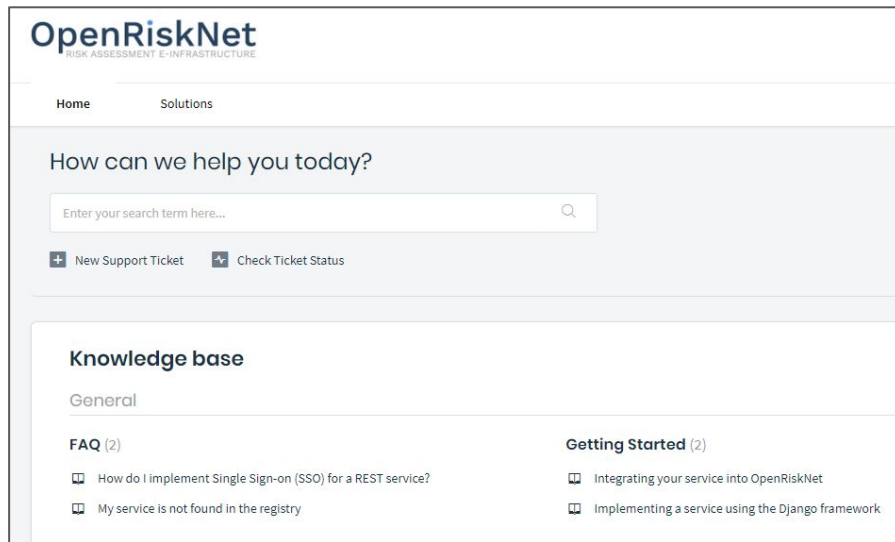 OpenRiskNet
RISK ASSESSMENT E-INFRASTRUCTURE
Home Solutions
How can we help you today?
Enter your search term here...
New Support Ticket Check Ticket Status
Knowledge base
General
FAQ (2) Getting Started (2)
How do I implement Single Sign-on (SSO) for a REST service? Integrating your service into OpenRiskNet
My service is not found in the registry Implementing a service using the Django framework